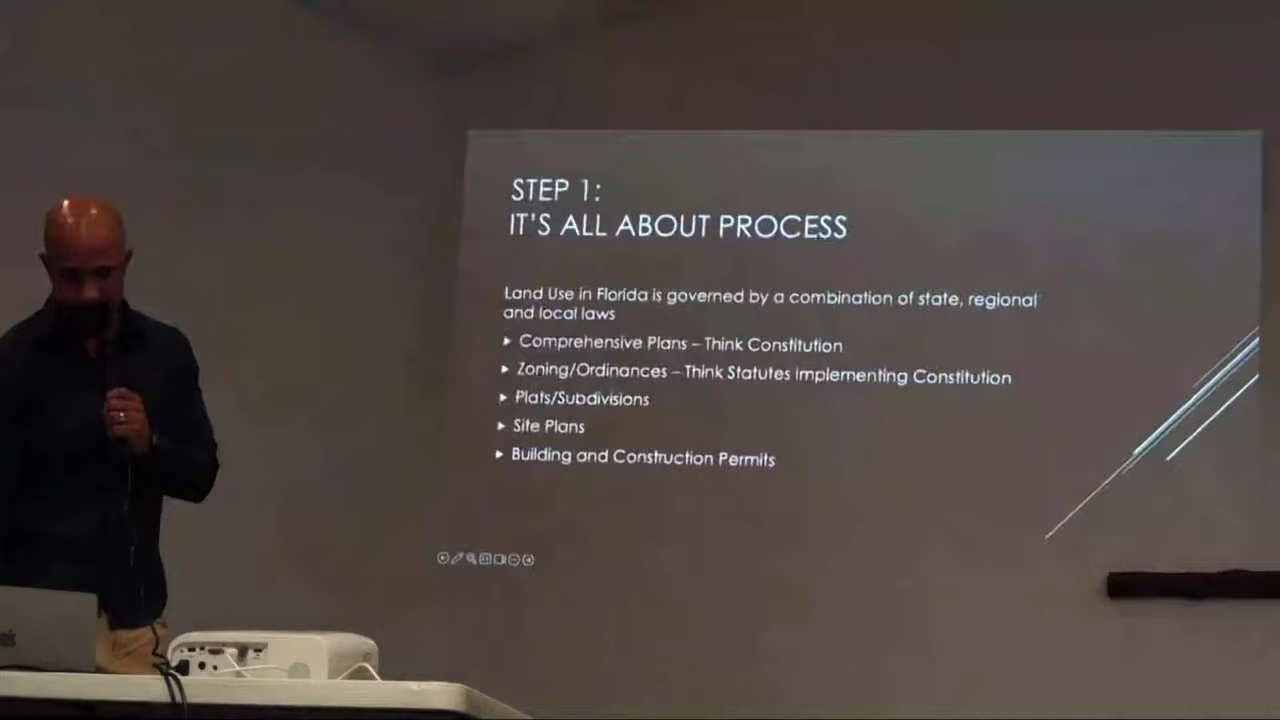 STEP 1:
IT'S ALL ABOUT PROCESS
Land Use in Florida is governed by a combination of state, regional
and local laws
Comprehensive Plans – Think Constitution
Zoning/Ordinances – Think Statutes Implementing Constitution
Plats/Subdivisions
Site Plans
Building and Construction Permits